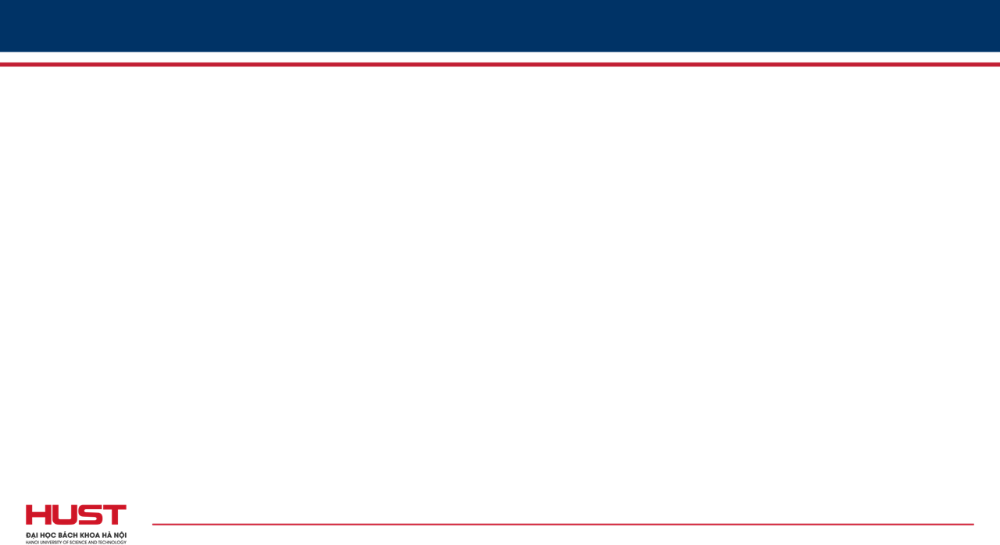 HUST
ĐẠI HỌC BÁCH KHOA HÀ NỘI
HANOI UNIVERSITY OF SCIENCE AND TECHNOLOGY